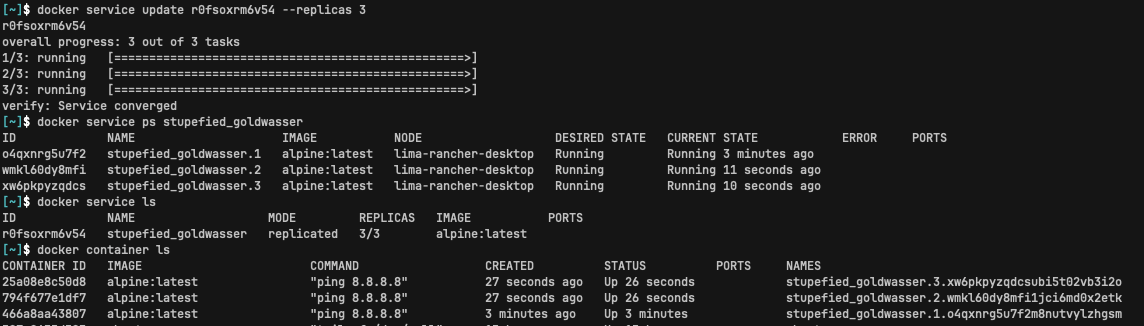 [~]$ docker service update r0fsoxrm6v54 --replicas 3
r0fsoxrm6v54
overall progress: 3 out of 3 tasks
1/3: running   [==================================================>]
2/3: running   [==================================================>]
3/3: running   [==================================================>]
verify: Service converged
[~]$ docker service ps stupefied_goldwasser
ID             NAME                     IMAGE           NODE                   DESIRED STATE   CURRENT STATE            ERROR     PORTS
o4qxnrg5u7f2   stupefied_goldwasser.1   alpine:latest   lima-rancher-desktop   Running         Running 3 minutes ago
wmkl60dy8mfi   stupefied_goldwasser.2   alpine:latest   lima-rancher-desktop   Running         Running 11 seconds ago
xw6pkpyzqdcs   stupefied_goldwasser.3   alpine:latest   lima-rancher-desktop   Running         Running 10 seconds ago
[~]$ docker service ls
ID             NAME                   MODE         REPLICAS   IMAGE           PORTS
r0fsoxrm6v54   stupefied_goldwasser   replicated   3/3        alpine:latest
[~]$ docker container ls
CONTAINER ID   IMAGE                       COMMAND                  CREATED          STATUS          PORTS     NAMES
25a08e8c50d8   alpine:latest               "ping 8.8.8.8"           27 seconds ago   Up 26 seconds             stupefied_goldwasser.3.xw6pkpyzqdcsubi5t02vb3i2o
794f677e1df7   alpine:latest               "ping 8.8.8.8"           27 seconds ago   Up 26 seconds             stupefied_goldwasser.2.wmkl60dy8mfi1jci6md0x2etk
466a8aa43807   alpine:latest               "ping 8.8.8.8"           3 minutes ago    Up 3 minutes              stupefied_goldwasser.1.o4qxnrg5u7f2m8nutvylzhgsm